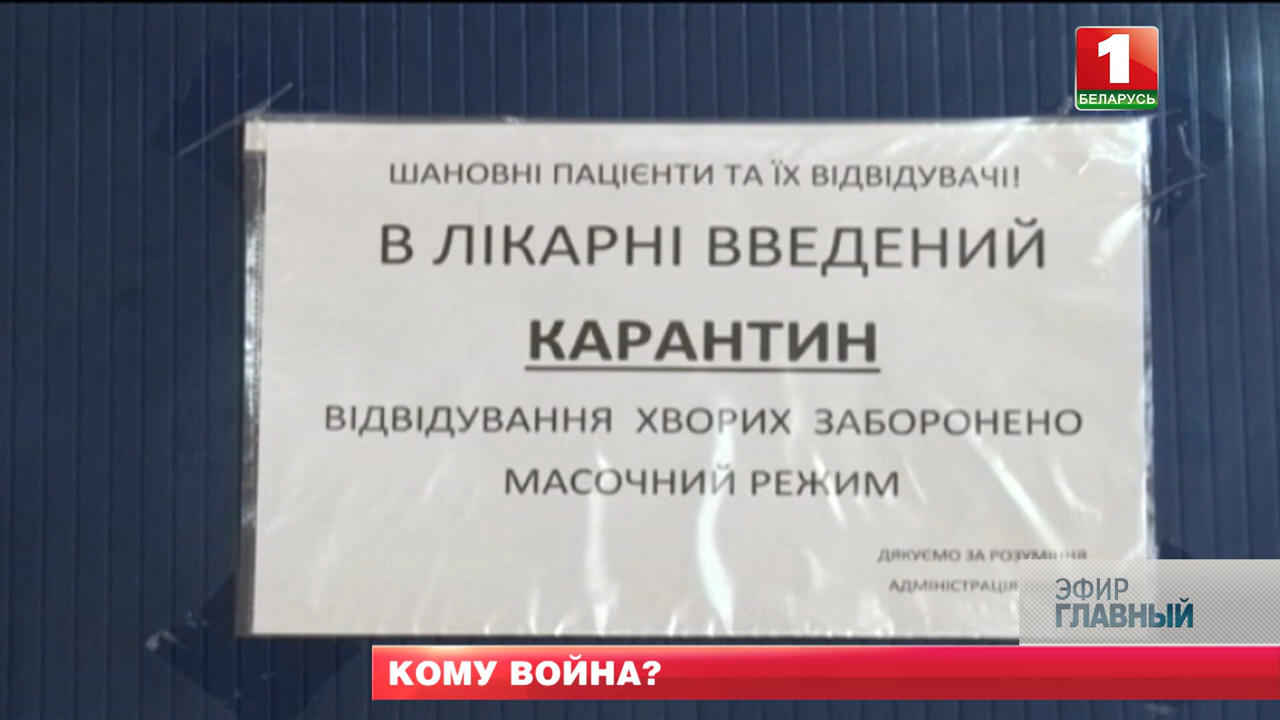 1
БЕЛАРУСЬ
ШАНОВНІ ПАЦІЄНТИ ТА ЇХ ВІДВІДУВАЧІ!
В ЛІКАРНІ ВВЕДЕНИЙ
КАРАНТИН
ВІДВІДУВАННЯ ХВОРИХ ЗАБОРОНЕНО
МАСОЧНИЙ РЕЖИМ
ДЯКУЄМО ЗА РОЗУМІННЯ
АДМІНІСТРАЦІЯ
ЭФИР
ГЛАВНЫЙ
КОМУ ВОЙНА?